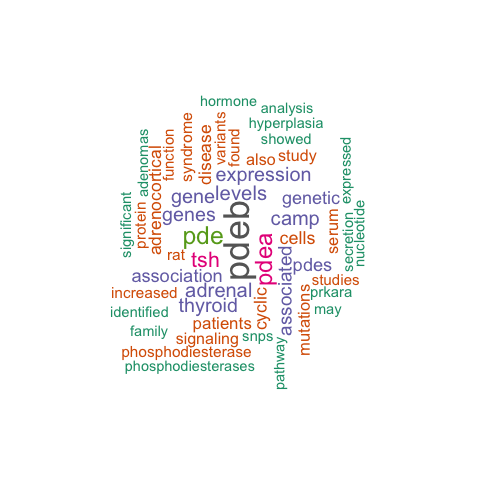 hormone
analysis
hyperplasia
showed
also
study
expression
levels
gene
genes
genetic
camp
cells
pde
tsh
rat
pdeb
pdea
association
adrenal
thyroid
increased
identified
family
patients
signaling
snps
phosphodiesterase
phosphodiesterases
pdes
studies
prkara
may
significant
adenomas
protein
adrenocortical
function
syndrome
disease
variants
found
serum
expressed
secretion
nucleotide
cyclic
associated
mutations
pathway